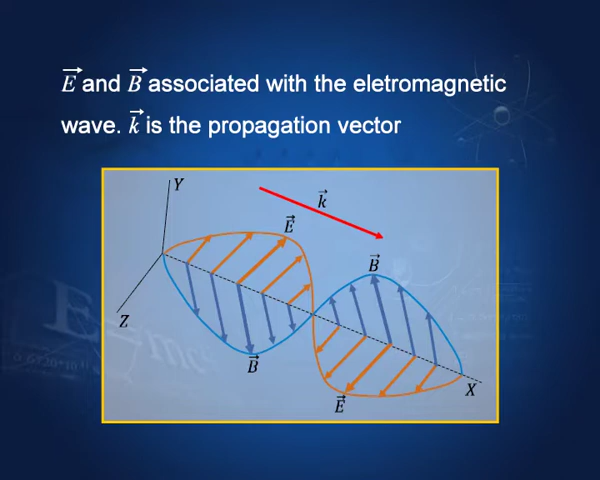 E⃗ and B⃗ associated with the eletromagnetic
wave. k⃗ is the propagation vector
Y
k⃗
E⃗
B⃗
Z
B⃗
X
E⃗